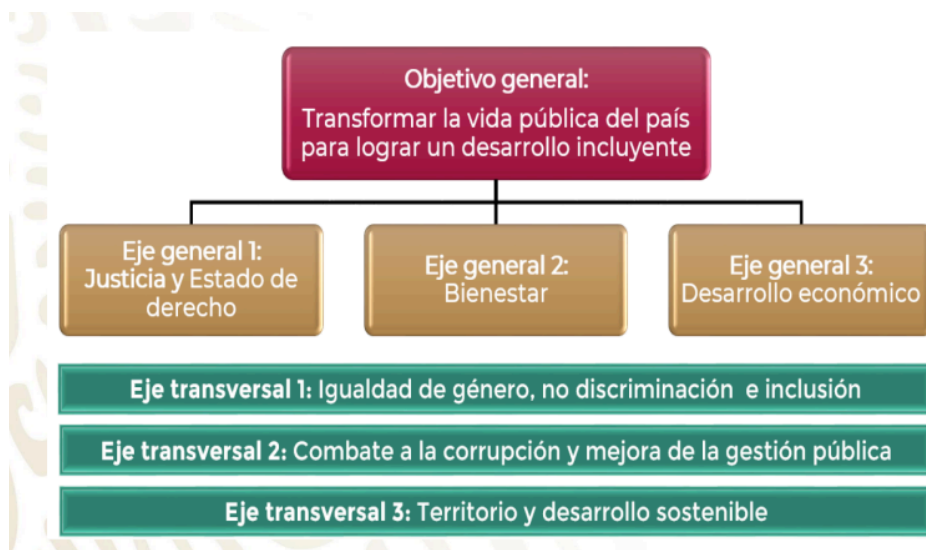 Objetivo general:
Transformar la vida pública del país
para lograr un desarrollo incluyente
Eje general 1:
Justicia y Estado de
derecho
Eje general 2:
Bienestar
Eje general 3:
Desarrollo económico
Eje transversal 1: Igualdad de género, no discriminación e inclusión
Eje transversal 2: Combate a la corrupción y mejora de la gestión pública
Eje transversal 3: Territorio y desarrollo sostenible